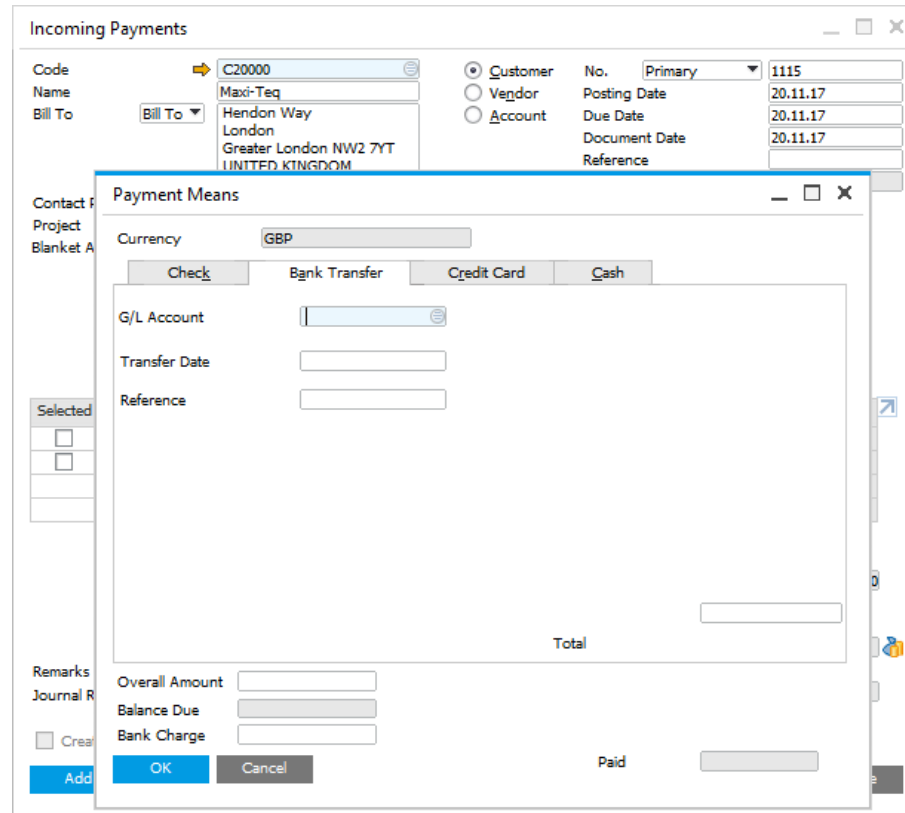 Incoming Payments
Code C20000 Customer No. Primary 1115
Name Maxi-Teq Vendor Posting Date 20.11.17
Bill To Bill To Hendon Way Account Due Date 20.11.17
London Document Date 20.11.17
Greater London NW2 7YT Reference
UNITED KINGDOM
Payment Means
Contact
Project
Currency GBP
Blanket A
Check Bank Transfer Credit Card Cash
G/L Account
Transfer Date
Reference
Selected
Total
Remarks
Overall Amount
Journal R
Balance Due
Bank Charge
Paid
OK Cancel
Add